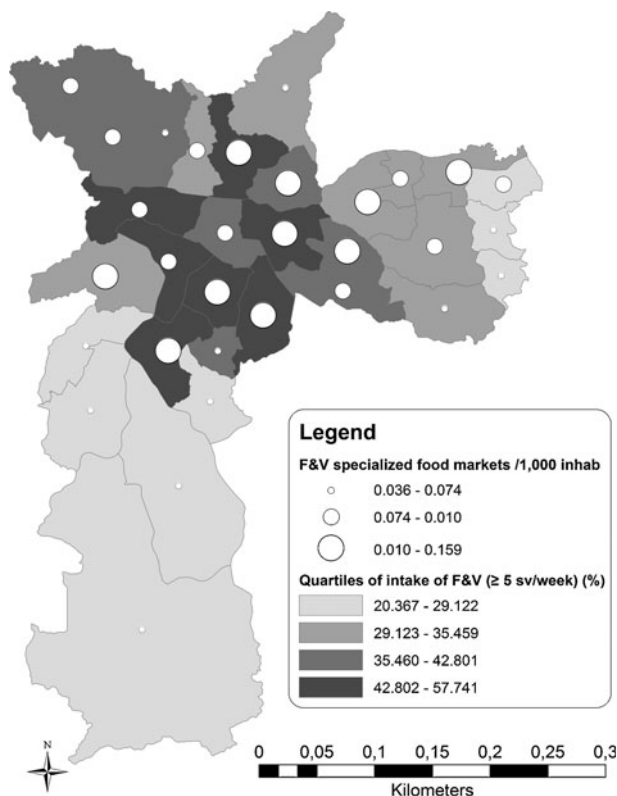 Legend
F&V specialized food markets /1,000 inhab
0.036 - 0.074
0.074 - 0.010
0.010 - 0.159
Quartiles of intake of F&V (≥ 5 sv/week) (%)
20.367 - 29.122
29.123 - 35.459
35.460 - 42.801
42.802 - 57.741
N
0 0,05 0,1 0,15 0,2 0,25 0,3
Kilometers